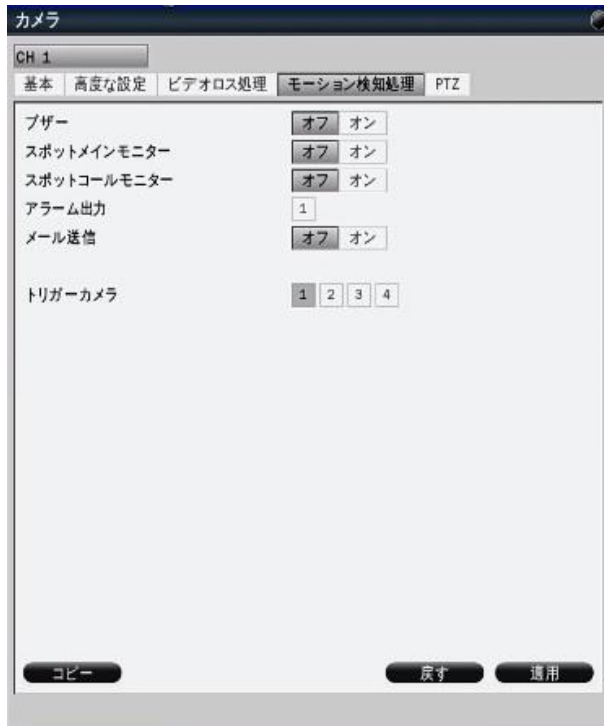 カメラ
CH 1
基本 高度な設定 ビデオロス処理 モーション検知処理 PTZ
ブザー オフ オン
スポットメインモニター オフ オン
スポットコールモニター オフ オン
アラーム出力 1
メール送信 オフ オン
トリガーカメラ 1 2 3 4
コピー 戻す 適用